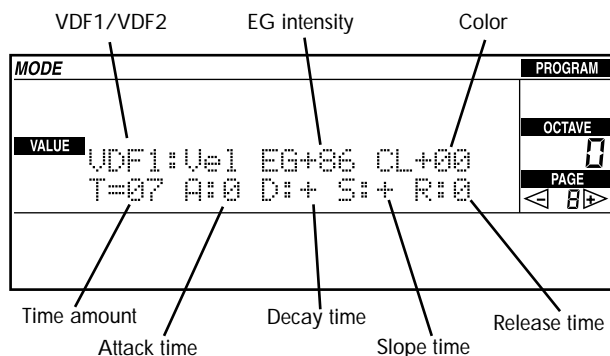 VDF1/VDF2 EG intensity Color
MODE PROGRAM
OCTAVE
VALUE VDF1:Vel EG+86 CL+00 0
T=07 A:0 D:+ S:+ R:0 PAGE
- 8 +
Time amount Decay time Release time
Attack time Slope time